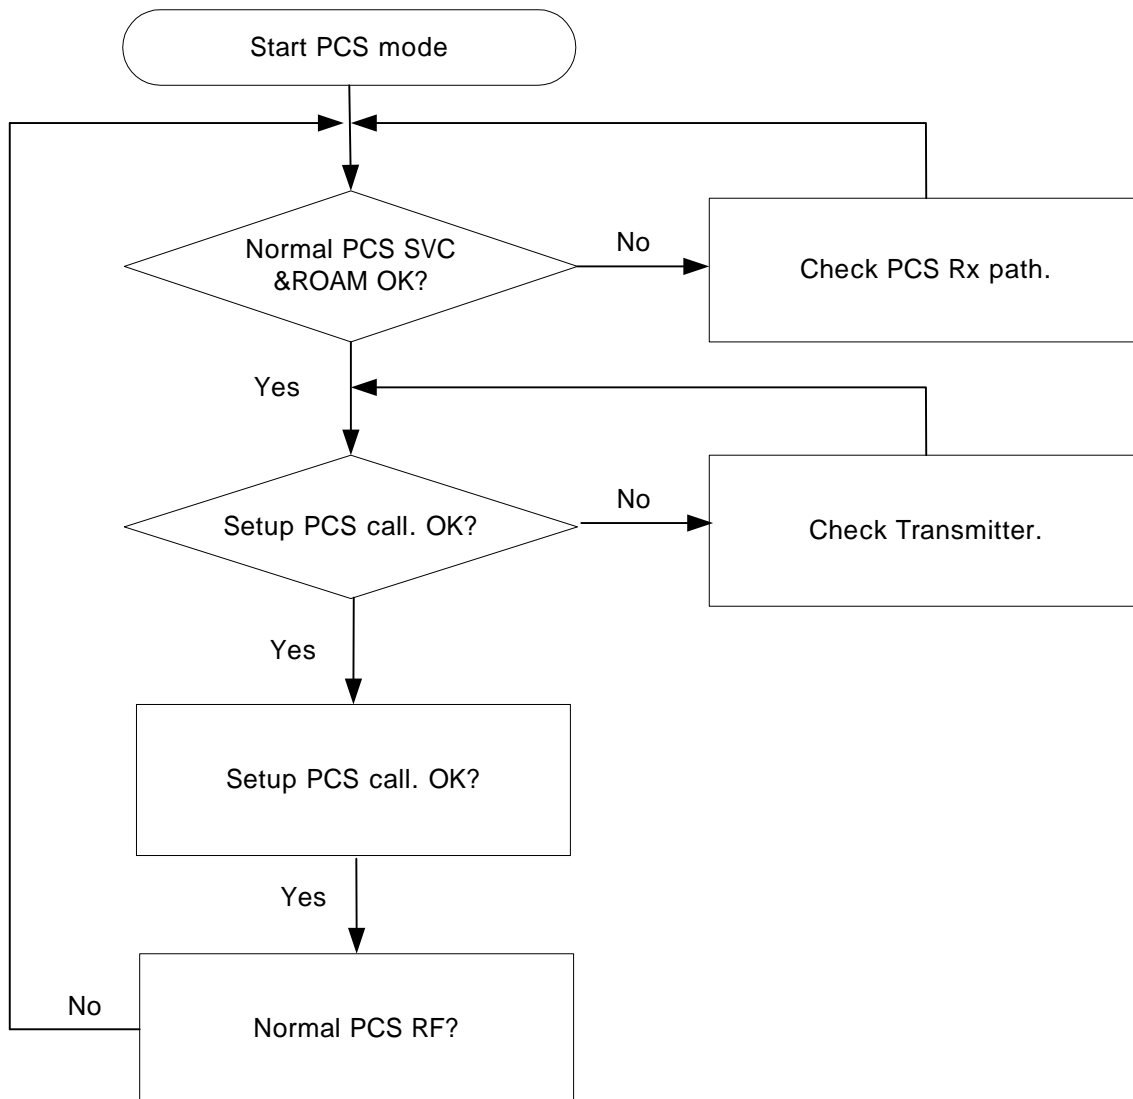 Start PCS mode
Normal PCS SVC
&ROAM OK?
No
Check PCS Rx path.
Yes
Setup PCS call. OK?
No
Check Transmitter.
Yes
Setup PCS call. OK?
Yes
No
Normal PCS RF?